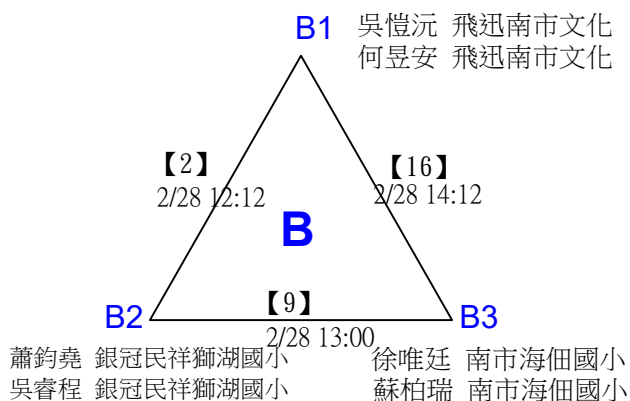 B1
吳愷沅 飛迅南市文化
何昱安 飛迅南市文化
【2】
2/28 12:12
【16】
2/28 14:12
B
【9】
2/28 13:00
B2
蕭鈞堯 銀冠民祥獅湖國小
吳睿程 銀冠民祥獅湖國小
B3
徐唯廷 南市海佃國小
蘇柏瑞 南市海佃國小